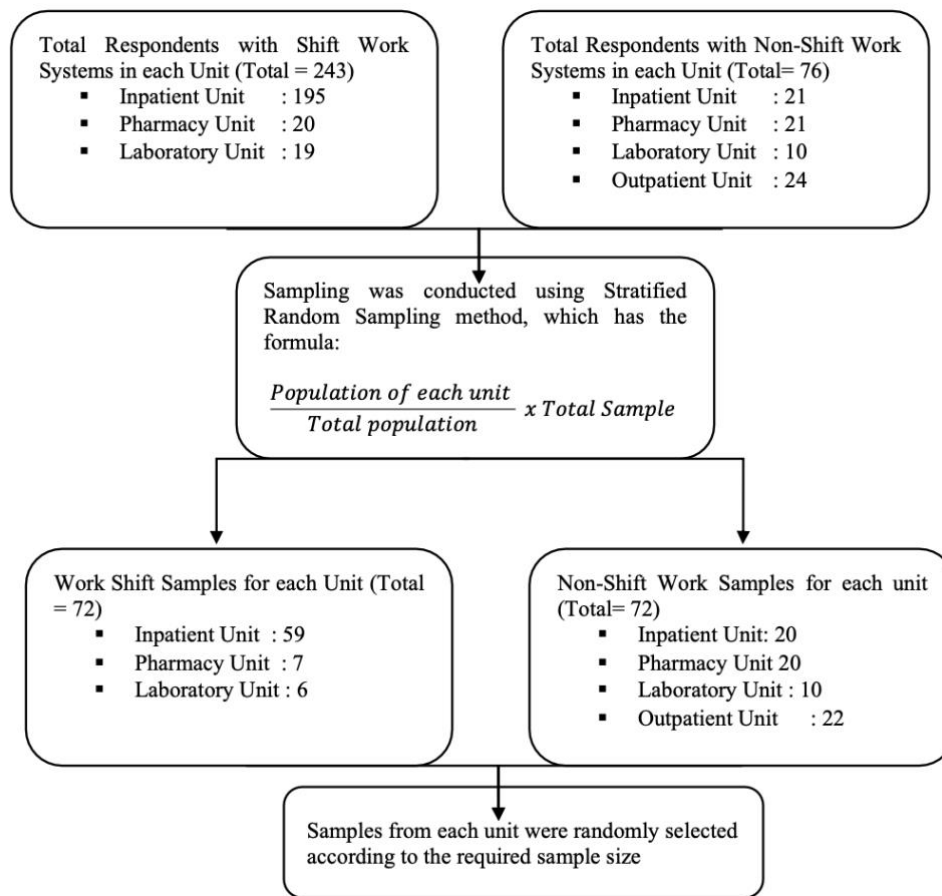 Total Respondents with Shift Work
Systems in each Unit (Total = 243)
▪ Inpatient Unit : 195
▪ Pharmacy Unit : 20
▪ Laboratory Unit : 19
Total Respondents with Non-Shift Work
Systems in each Unit (Total= 76)
▪ Inpatient Unit : 21
▪ Pharmacy Unit : 21
▪ Laboratory Unit : 10
▪ Outpatient Unit : 24
Sampling was conducted using Stratified
Random Sampling method, which has the
formula:
Population of each unit
Total population
x Total Sample
Work Shift Samples for each Unit (Total
= 72)
▪ Inpatient Unit : 59
▪ Pharmacy Unit : 7
▪ Laboratory Unit : 6
Non-Shift Work Samples for each unit
(Total= 72)
▪ Inpatient Unit: 20
▪ Pharmacy Unit 20
▪ Laboratory Unit : 10
▪ Outpatient Unit : 22
Samples from each unit were randomly selected
according to the required sample size